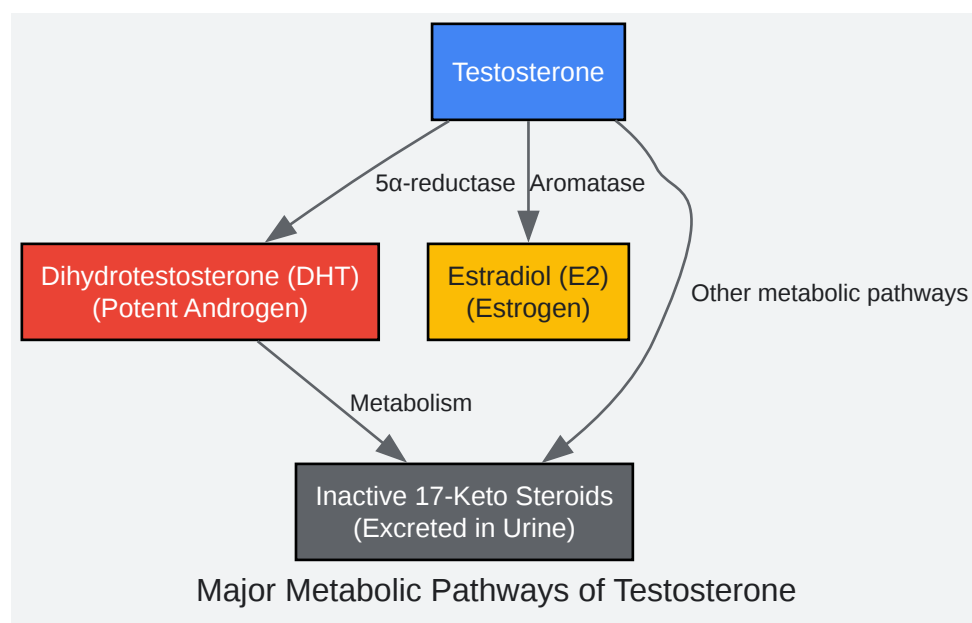 Testosterone
5α-reductase
Aromatase
Dihydrotestosterone (DHT)
(Potent Androgen)
Estradiol (E2)
(Estrogen)
Other metabolic pathways
Metabolism
Inactive 17-Keto Steroids
(Excreted in Urine)
Major Metabolic Pathways of Testosterone